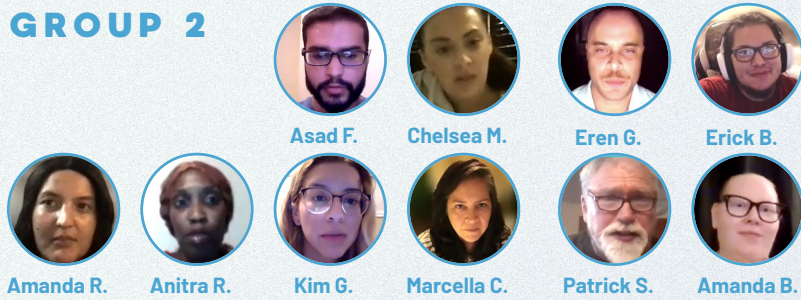 GROUP 2
Asad F. Chelsea M. Eren G. Erick B.
Amanda R. Anitra R. Kim G. Marcella C. Patrick S. Amanda B.